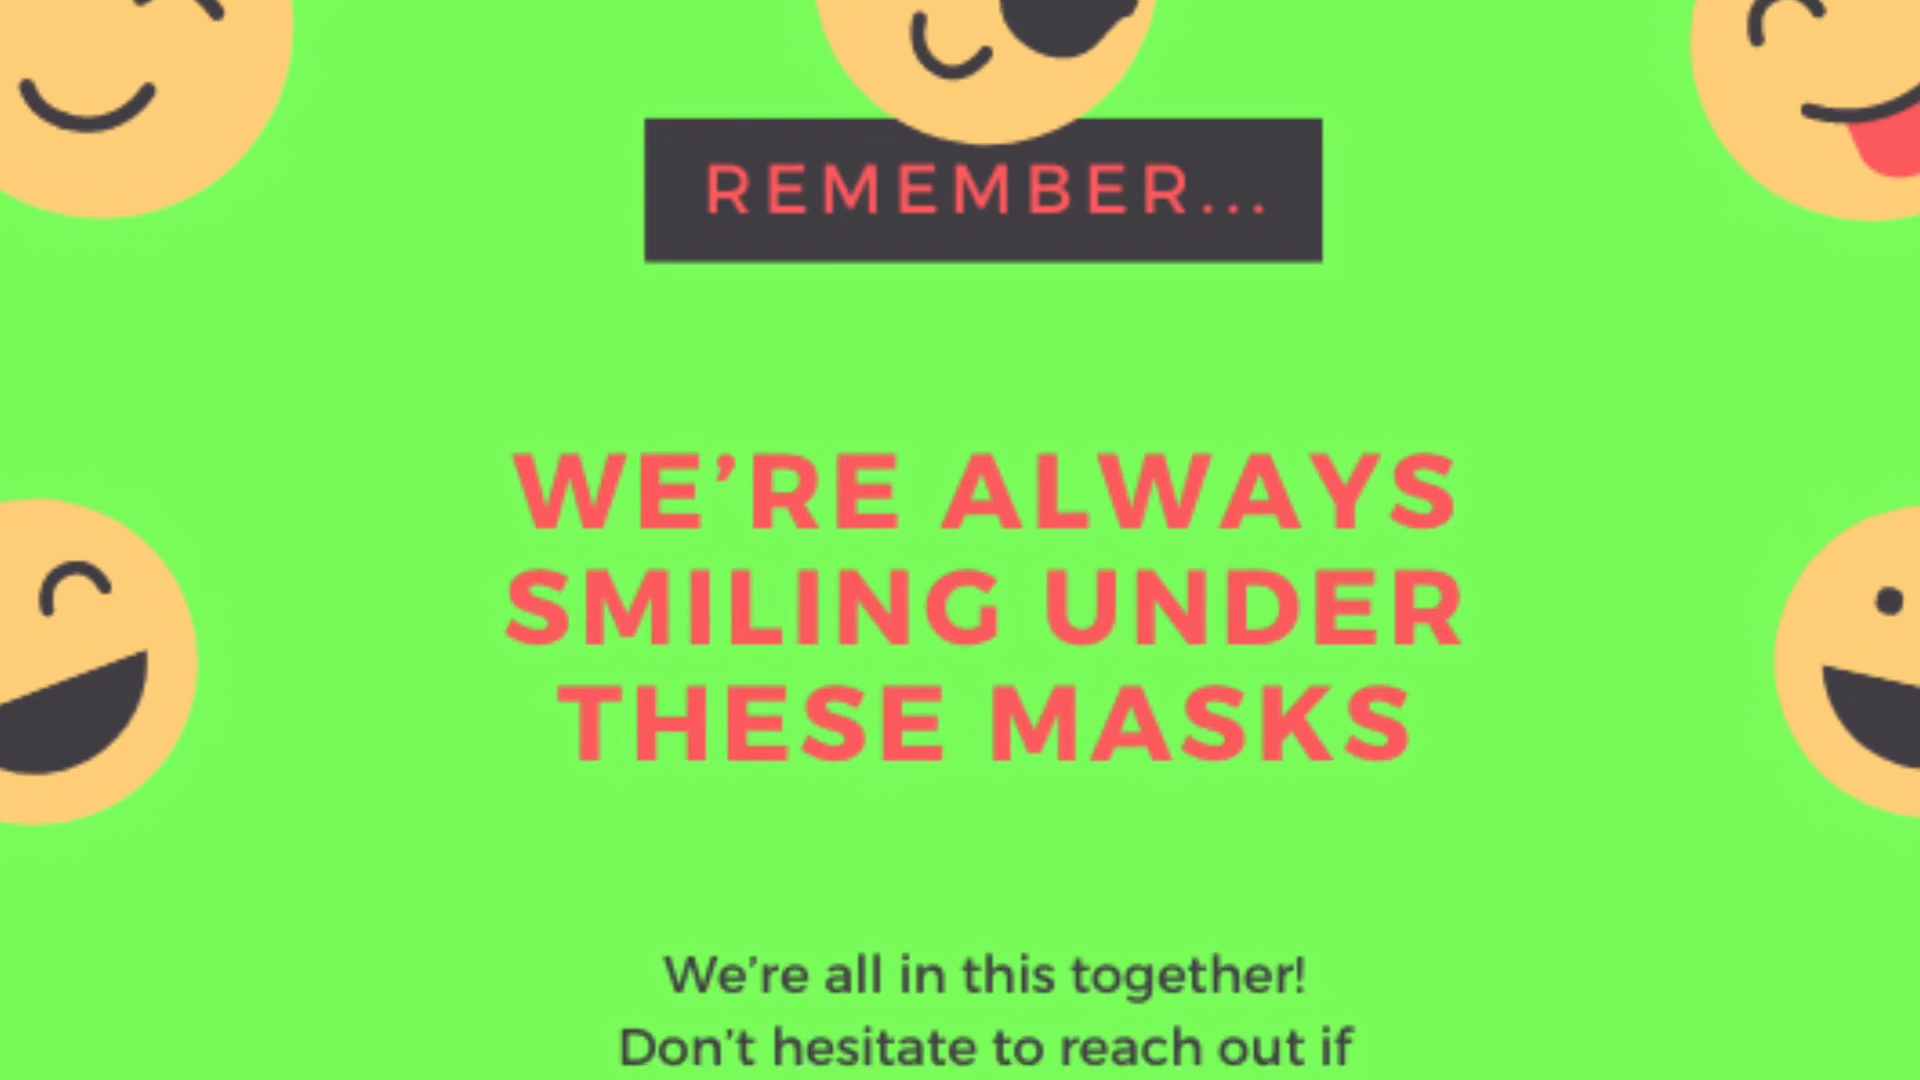 REMEMBER...
WE’RE ALWAYS
SMILING UNDER
THESE MASKS
We’re all in this together!
Don’t hesitate to reach out if